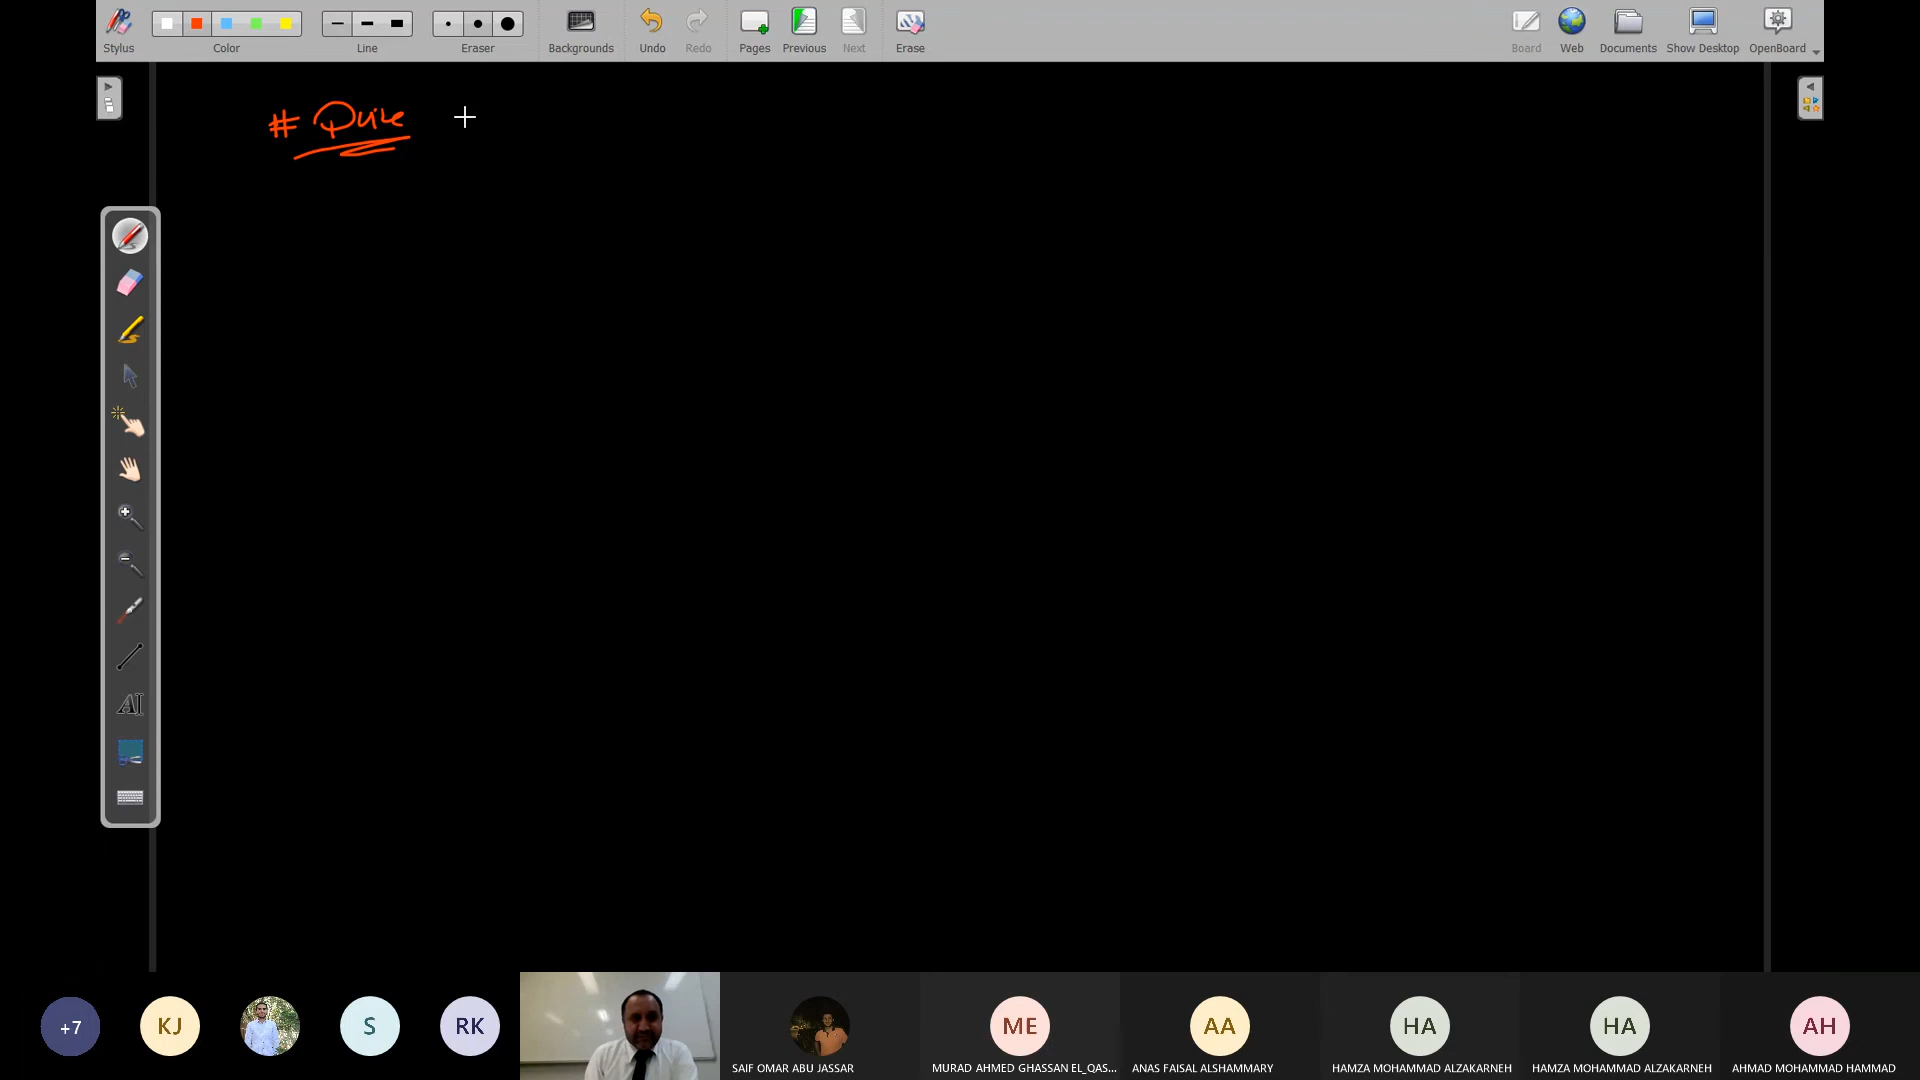 Stylus
Color
Line
Eraser
Backgrounds
Undo
Redo
Pages
Previous
Next
Erase
Board
Web
Documents
Show Desktop
OpenBoard
#
AI
+7
KJ
S
RK
SAIF OMAR ABU JASSAR
ME
MURAD AHMED GHASSAN EL_QAS...
AA
ANAS FAISAL ALSHAMMARY
HA
HAMZA MOHAMMAD ALZAKARNEH
HA
HAMZA MOHAMMAD ALZAKARNEH
AH
AHMAD MOHAMMAD HAMMAD